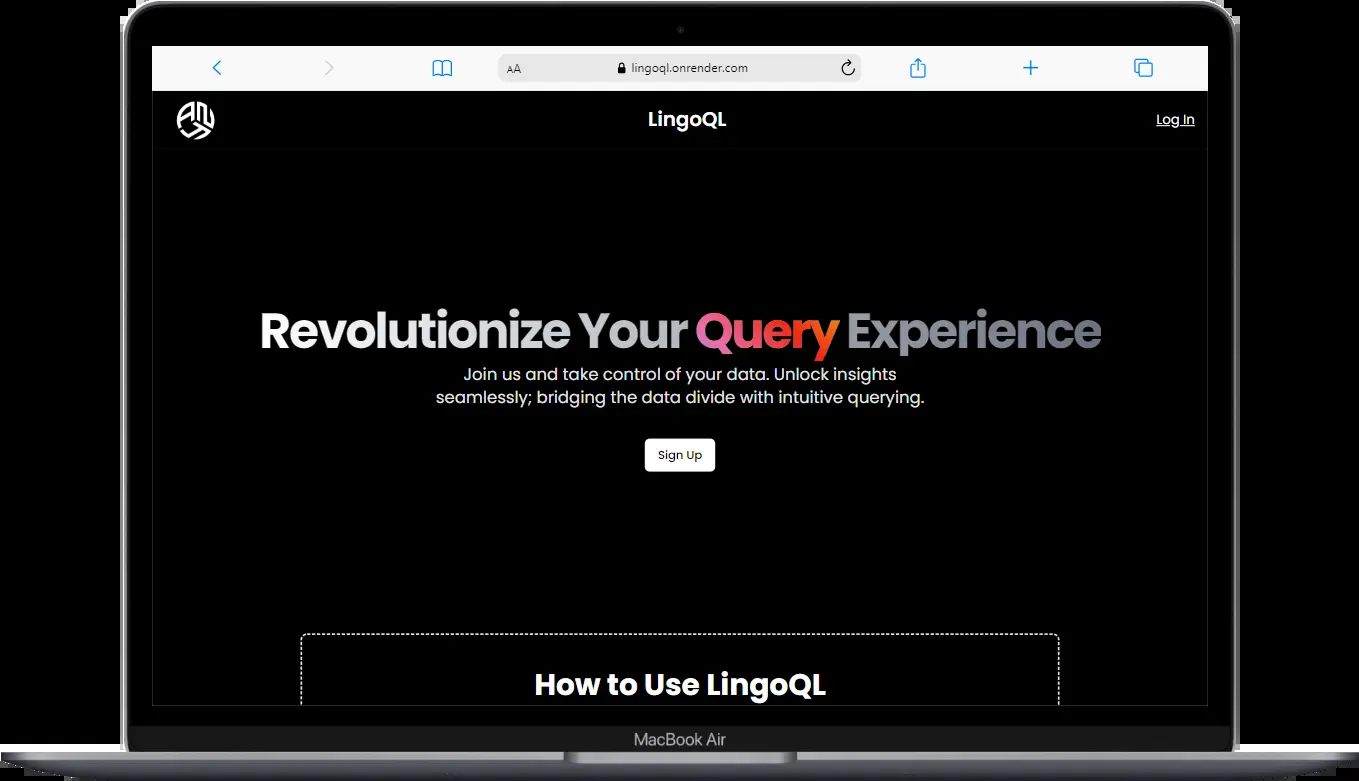 AA
lingoql.onrender.com
LingoQL
Log In
Revolutionize Your Query Experience
Join us and take control of your data. Unlock insights
seamlessly; bridging the data divide with intuitive querying.
Sign Up
How to Use LingoQL
MacBook Air